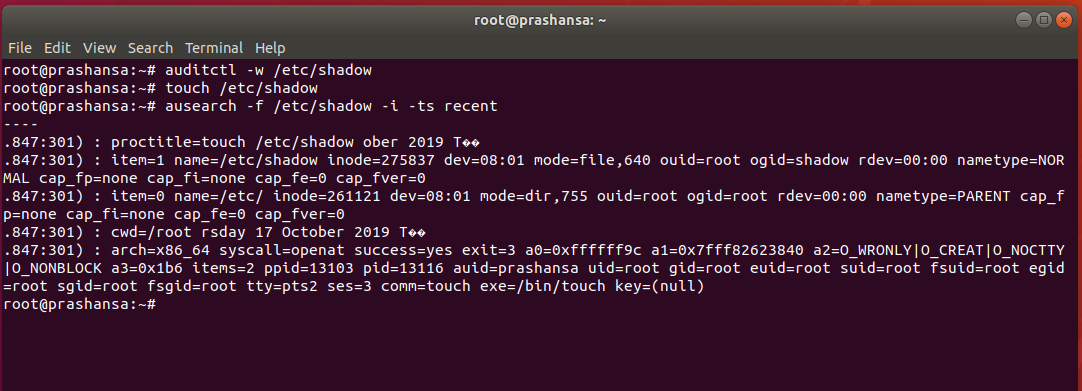 root@prashansa: ~
File Edit View Search Terminal Help
root@prashansa:~# auditctl -w /etc/shadow
root@prashansa:~# touch /etc/shadow
root@prashansa:~# ausearch -f /etc/shadow -i -ts recent
----
.847:301) : proctitle=touch /etc/shadow ober 2019 T��
.847:301) : item=1 name=/etc/shadow inode=275837 dev=08:01 mode=file,640 ouid=root ogid=shadow rdev=00:00 nametype=NOR
MAL cap_fp=none cap_fi=none cap_fe=0 cap_fver=0
.847:301) : item=0 name=/etc/ inode=261121 dev=08:01 mode=dir,755 ouid=root ogid=root rdev=00:00 nametype=PARENT cap_f
p=none cap_fi=none cap_fe=0 cap_fver=0
.847:301) : cwd=/root rsday 17 October 2019 T��
.847:301) : arch=x86_64 syscall=openat success=yes exit=3 a0=0xffffff9c a1=0x7fff82623840 a2=O_WRONLY|O_CREAT|O_NOCTTY
|O_NONBLOCK a3=0x1b6 items=2 ppid=13103 pid=13116 auid=prashansa uid=root gid=root euid=root suid=root fsuid=root egid
=root sgid=root fsgid=root tty=pts2 ses=3 comm=touch exe=/bin/touch key=(null)
root@prashansa:~#